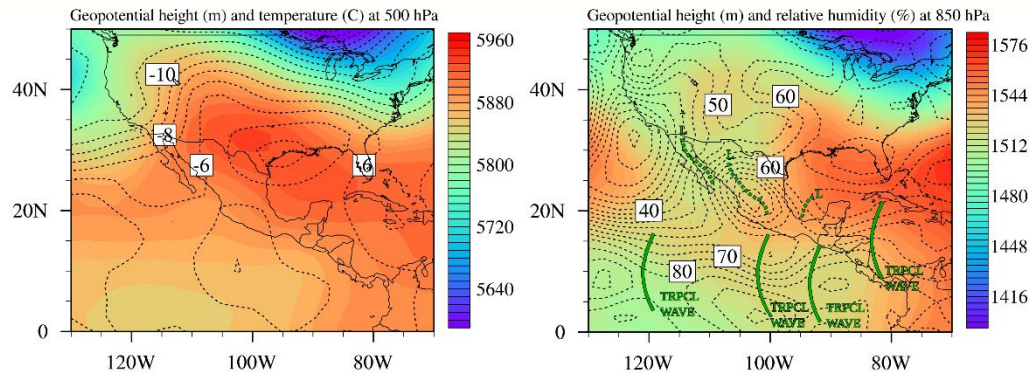 Geopotential height (m) and temperature (C) at 500 hPa
5960
5880
5800
5720
5640
40N
20N
0
120W
100W
80W
-10
-8
-6
-6
Geopotential height (m) and relative humidity (%) at 850 hPa
1576
1544
1512
1480
1448
1416
40N
20N
0
120W
100W
80W
50
60
60
40
70
80
L
L
L
TRPCL
WAVE
TRPCL
WAVE
TRPCL
WAVE
TRPCL
WAVE